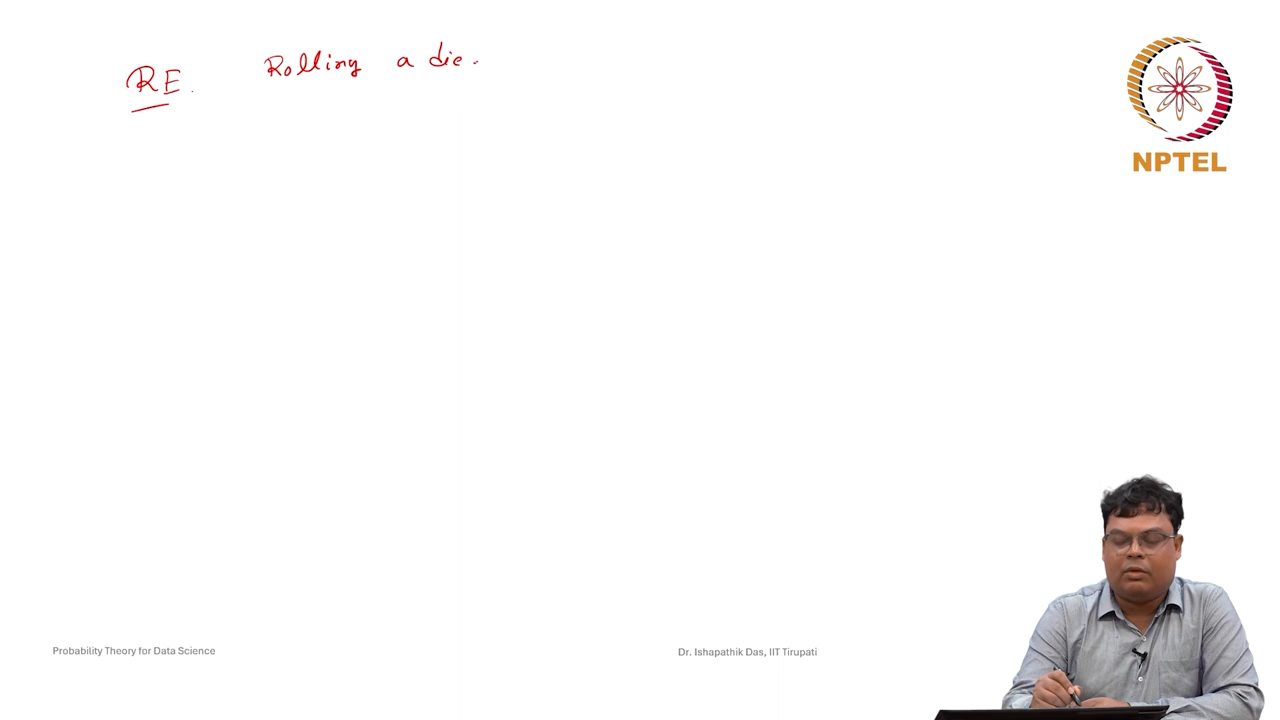 RE. Rolling a die.
NPTEL
Probability Theory for Data Science
Dr. Ishapathik Das, IIT Tirupati